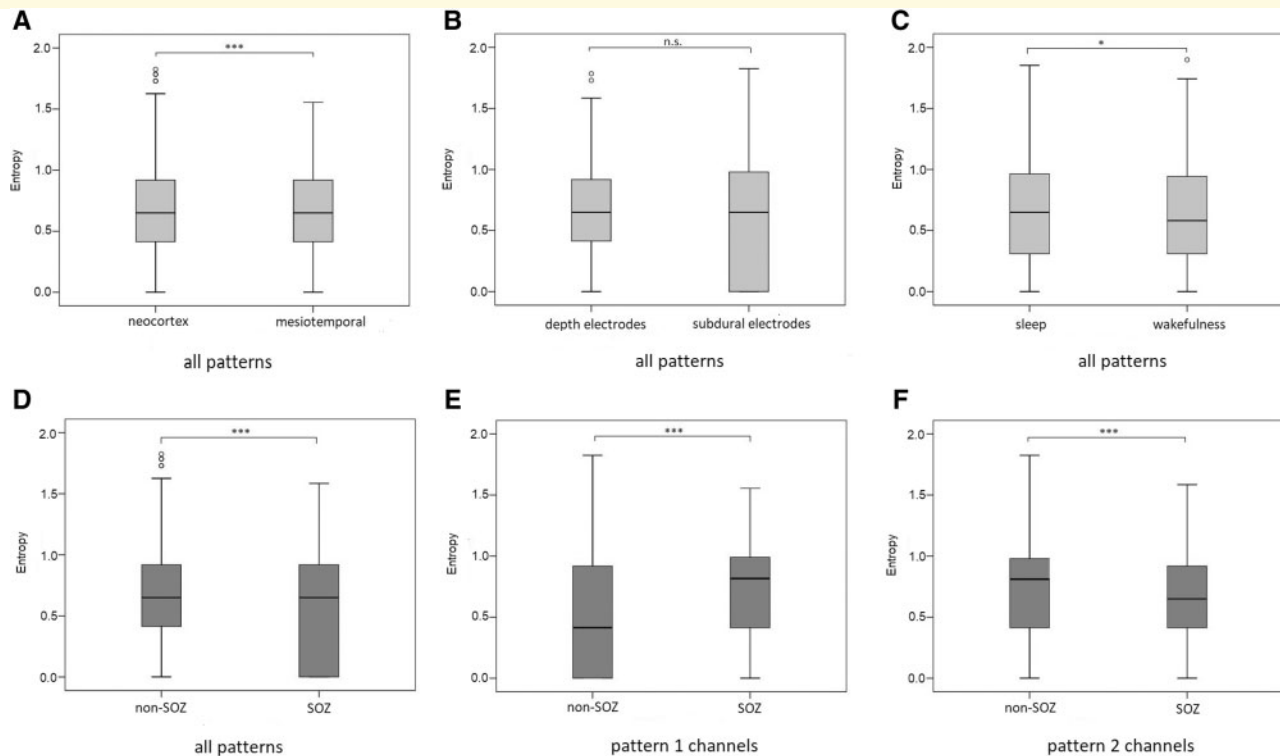 A
2.0
1.5
1.0
0.5
0.0
Entropy
***
neocortex
mesiotemporal
all patterns
B
2.0
1.5
1.0
0.5
0.0
Entropy
n.s.
depth electrodes
subdural electrodes
all patterns
C
2.0
1.5
1.0
0.5
0.0
Entropy
*
sleep
wakefulness
all patterns
D
2.0
1.5
1.0
0.5
0.0
Entropy
***
non-SOZ
SOZ
all patterns
E
2.0
1.5
1.0
0.5
0.0
Entropy
***
non-SOZ
SOZ
pattern 1 channels
F
2.0
1.5
1.0
0.5
0.0
Entropy
***
non-SOZ
SOZ
pattern 2 channels